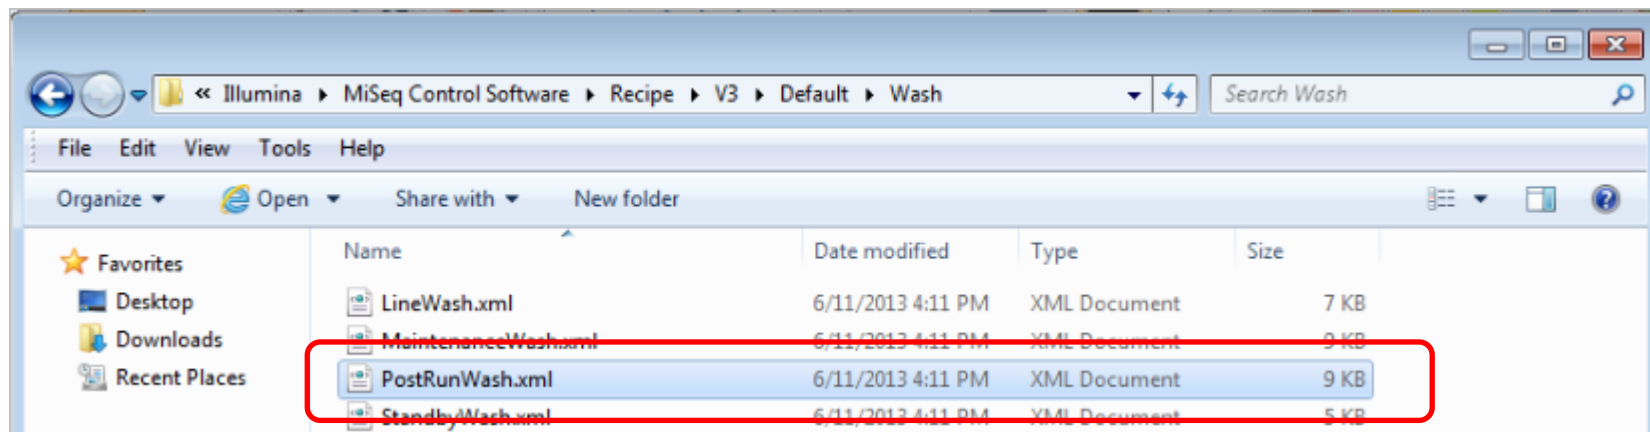 « Illumina ▸ MiSeq Control Software ▸ Recipe ▸ V3 ▸ Default ▸ Wash Search Wash
File Edit View Tools Help
Organize Open Share with New folder
Favorites
Desktop
Downloads
Recent Places
Name Date modified Type Size
LineWash.xml 6/11/2013 4:11 PM XML Document 7 KB
MaintenanceWash.xml 6/11/2013 4:11 PM XML Document 9 KB
PostRunWash.xml 6/11/2013 4:11 PM XML Document 9 KB
StandbyWash.xml 6/11/2013 4:11 PM XML Document 5 KB